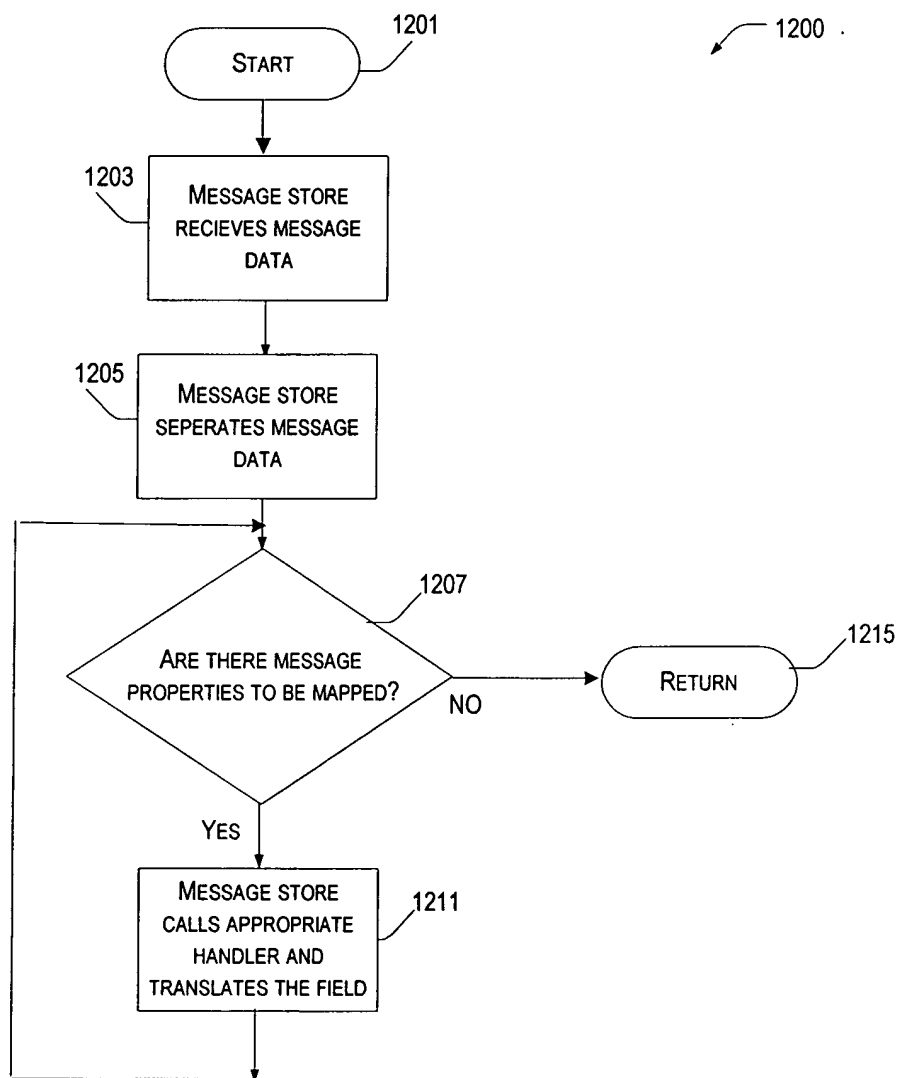 1201
1200
START
1203
MESSAGE STORE
RECIEVES MESSAGE
DATA
1205
MESSAGE STORE
SEPERATES MESSAGE
DATA
1207
ARE THERE MESSAGE
PROPERTIES TO BE MAPPED?
NO
1215
RETURN
YES
MESSAGE STORE
CALLS APPROPRIATE
HANDLER AND
TRANSLATES THE FIELD
1211